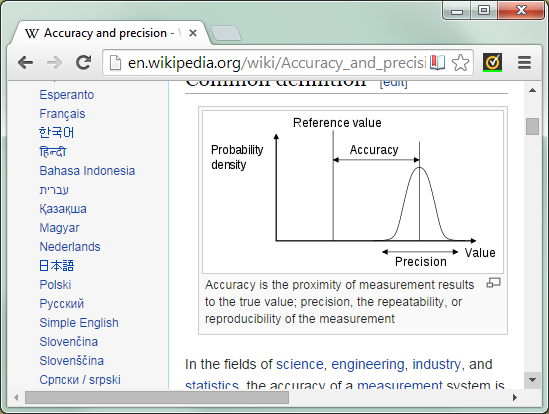 Accuracy and precision -
en.wikipedia.org/wiki/Accuracy_and_precisi
Esperanto
Français
한국어
हिन्दी
Bahasa Indonesia
עברית
Қазақша
Magyar
Nederlands
日本語
Polski
Русский
Simple English
Slovenčina
Slovenščina
Српски / srpski
Common definition [edit]
Reference value
Probability
density
Accuracy
Value
Precision
Accuracy is the proximity of measurement results
to the true value; precision, the repeatability, or
reproducibility of the measurement
In the fields of science, engineering, industry, and
statistics, the accuracy of a measurement system is